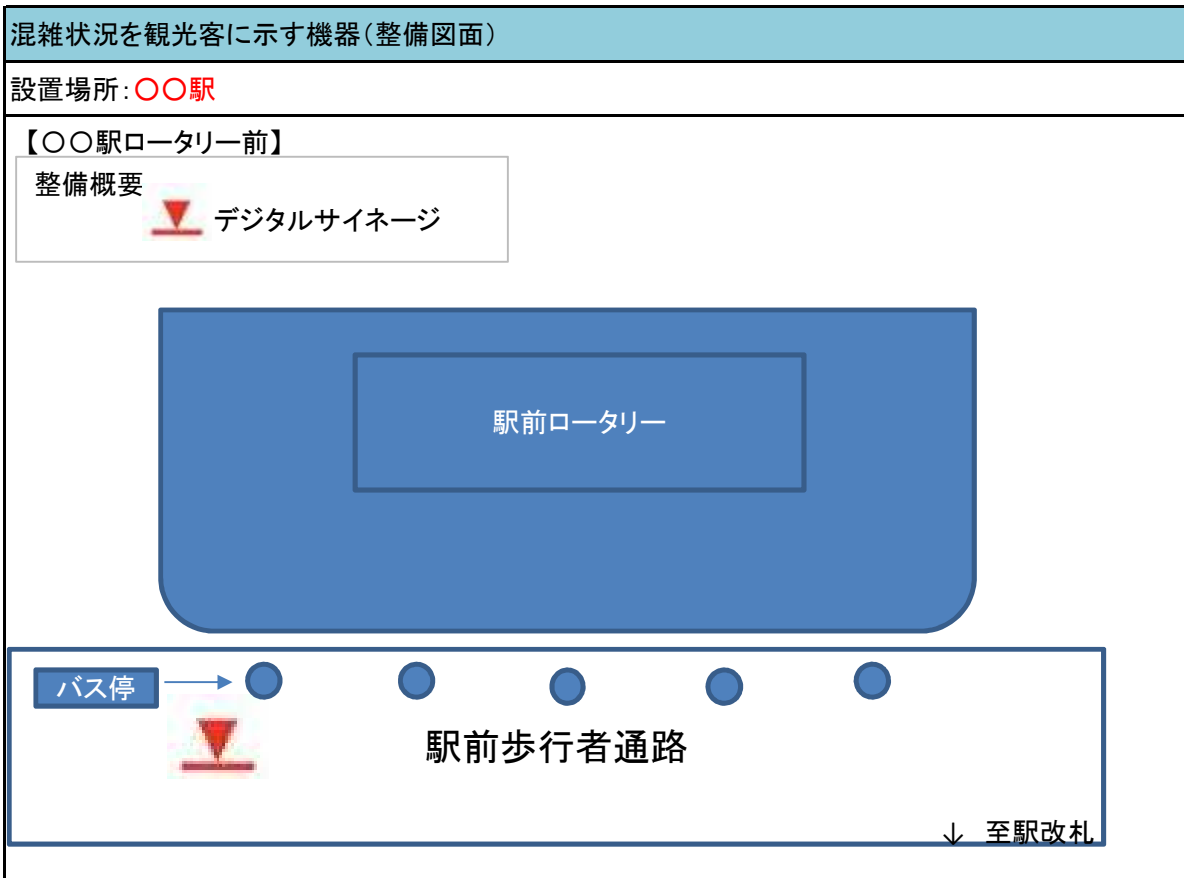 混雑状況を観光客に示す機器(整備図面)
設置場所:〇〇駅
【〇〇駅ロータリー前】
整備概要
デジタルサイネージ
駅前ロータリー
バス停
駅前歩行者通路
↓ 至駅改札